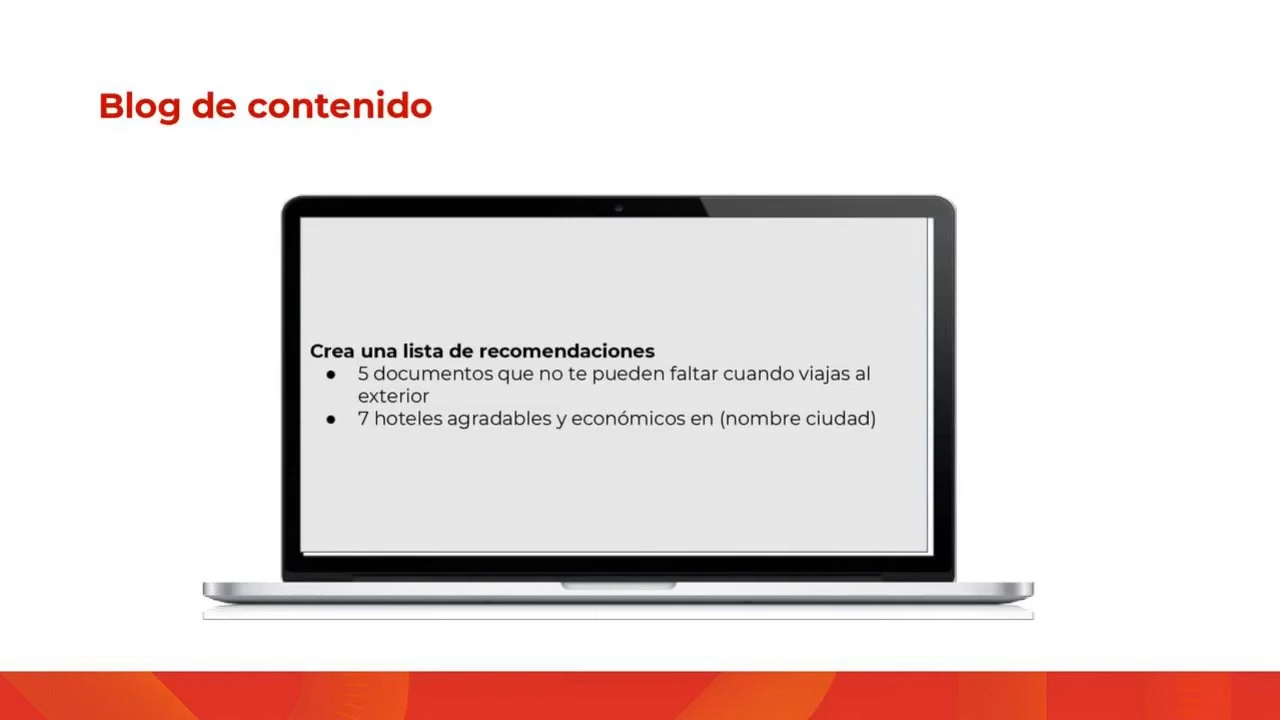 Blog de contenido
Crea una lista de recomendaciones
● 5 documentos que no te pueden faltar cuando viajas al
exterior
● 7 hoteles agradables y económicos en (nombre ciudad)